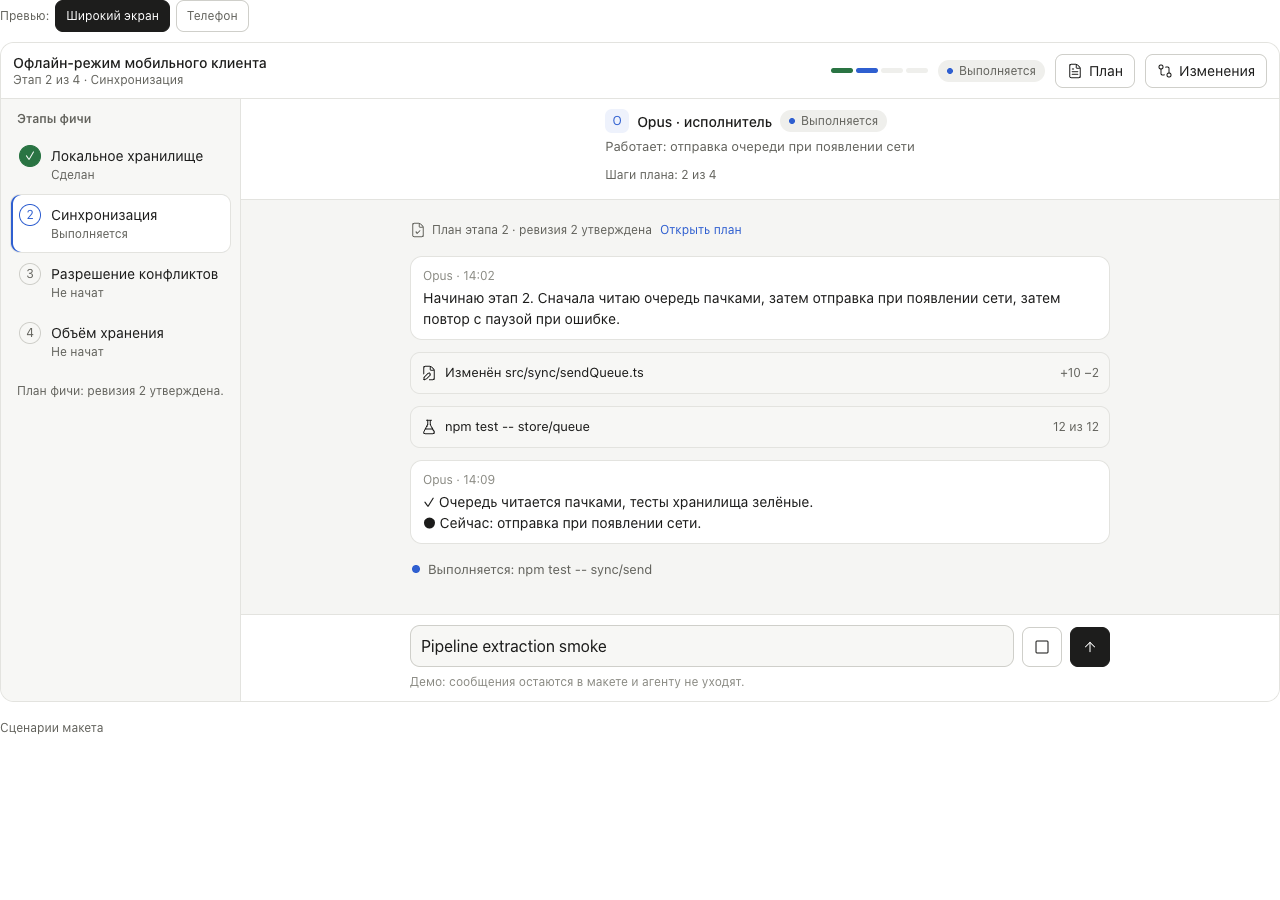 Превью: Широкий экран Телефон
Офлайн-режим мобильного клиента
Этап 2 из 4 · Синхронизация
Выполняется План Изменения
Этапы фичи
Локальное хранилище
Сделан
2 Синхронизация
Выполняется
3 Разрешение конфликтов
Не начат
4 Объём хранения
Не начат
План фичи: ревизия 2 утверждена.
O Opus · исполнитель Выполняется
Работает: отправка очереди при появлении сети
Шаги плана: 2 из 4
План этапа 2 · ревизия 2 утверждена Открыть план
Opus · 14:02
Начинаю этап 2. Сначала читаю очередь пачками, затем отправка при появлении сети, затем
повтор с паузой при ошибке.
Изменён src/sync/sendQueue.ts +10 −2
npm test -- store/queue 12 из 12
Opus · 14:09
✓ Очередь читается пачками, тесты хранилища зелёные.
● Сейчас: отправка при появлении сети.
Выполняется: npm test -- sync/send
Pipeline extraction smoke
Демо: сообщения остаются в макете и агенту не уходят.
Сценарии макета